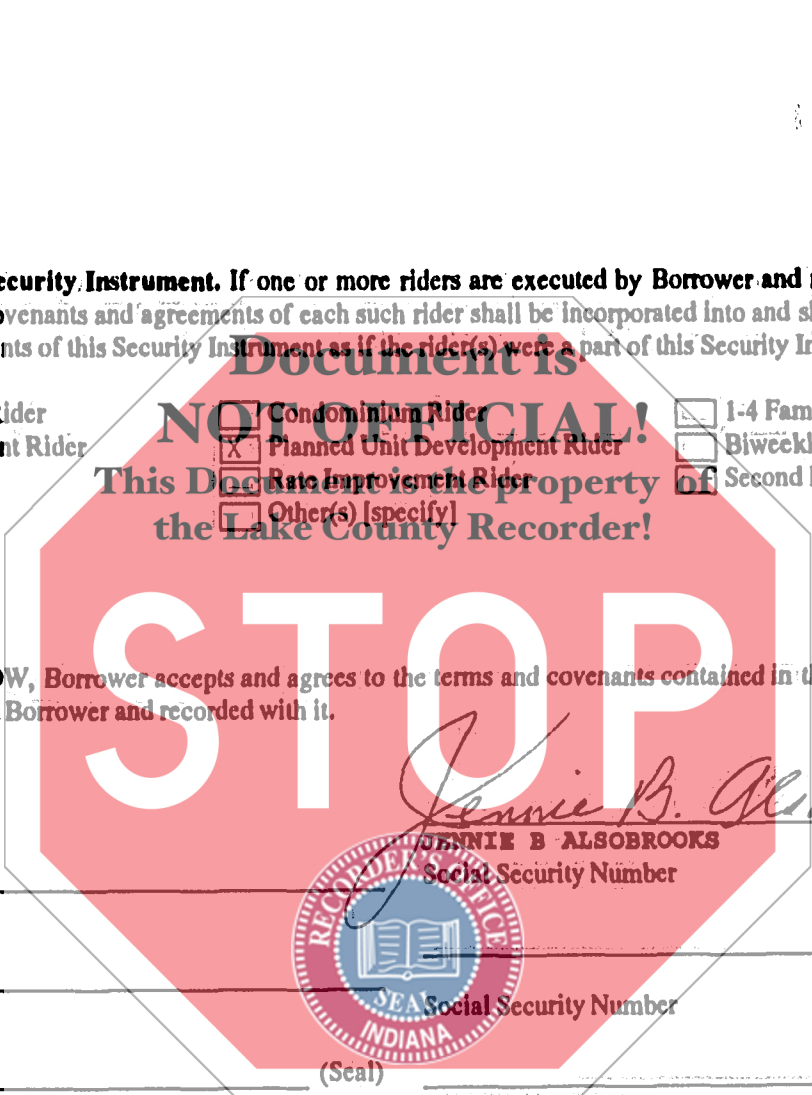 ecurity Instrument. If one or more riders are executed by Borrower and
ovenants and agreements of each such rider shall be incorporated into and s
nts of this Security Instrument as if the rider(s) were a part of this Security In
Document is
NOT OFFICIAL!
This Document is the property of
the Lake County Recorder!
ider
Condominium Rider
1-4 Fam
nt Rider
X Planned Unit Development Rider
Biweekl
Rate Improvement Rider
Second
Other(s) [specify]
STOP
OW, Borrower accepts and agrees to the terms and covenants contained in t
Borrower and recorded with it.
Jennie B. Als
JENNIE B ALSOBROOKS
Social Security Number
RECORDER'S OFFICE
SEAL
INDIANA
Social Security Number
(Seal)